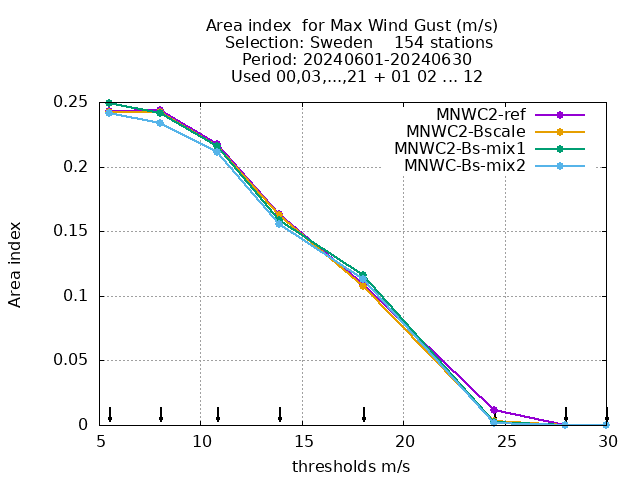 Area index  for Max Wind Gust (m/s)
Selection: Sweden    154 stations
Period: 20240601-20240630
Used 00,03,...,21 + 01 02 ... 12
MNWC2-ref
MNWC2-Bscale
MNWC2-Bs-mix1
MNWC-Bs-mix2
Area index
0.25
0.2
0.15
0.1
0.05
0
5 10 15 20 25 30
thresholds m/s